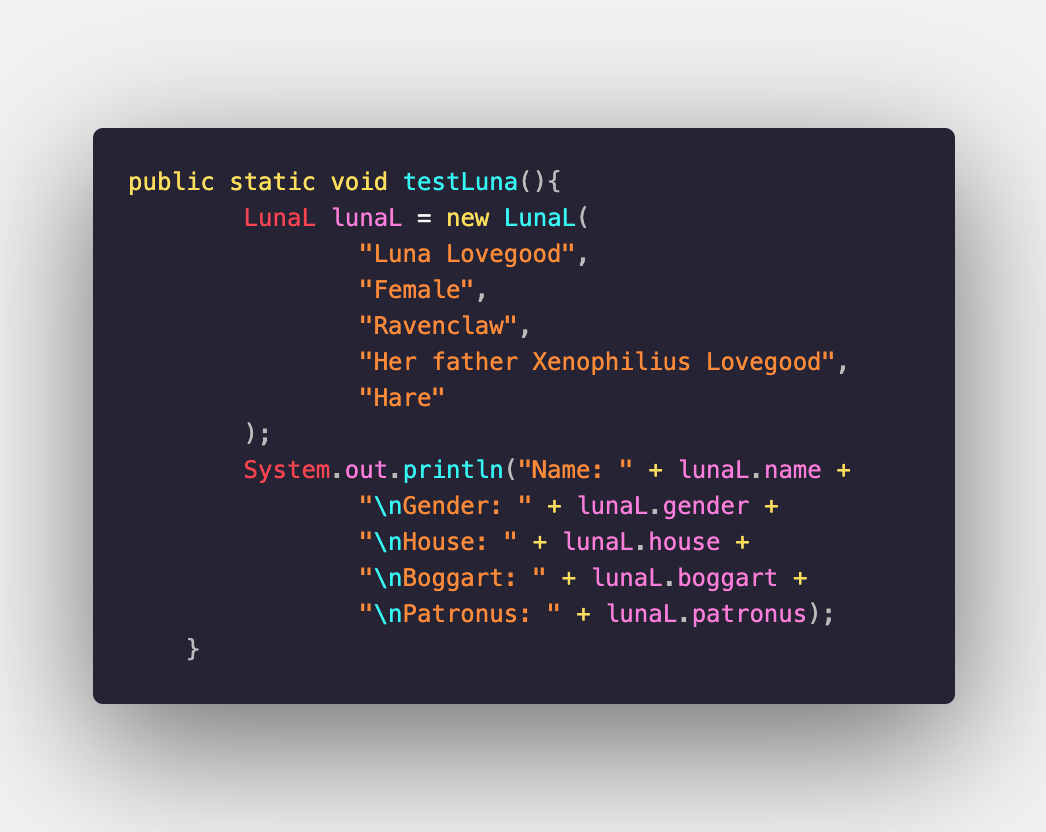 public static void testLuna(){
        LunaL lunaL = new LunaL(
                "Luna Lovegood",
                "Female",
                "Ravenclaw",
                "Her father Xenophilius Lovegood",
                "Hare"
        );
        System.out.println("Name: " + lunaL.name +
                "\nGender: " + lunaL.gender +
                "\nHouse: " + lunaL.house +
                "\nBoggart: " + lunaL.boggart +
                "\nPatronus: " + lunaL.patronus);
    }